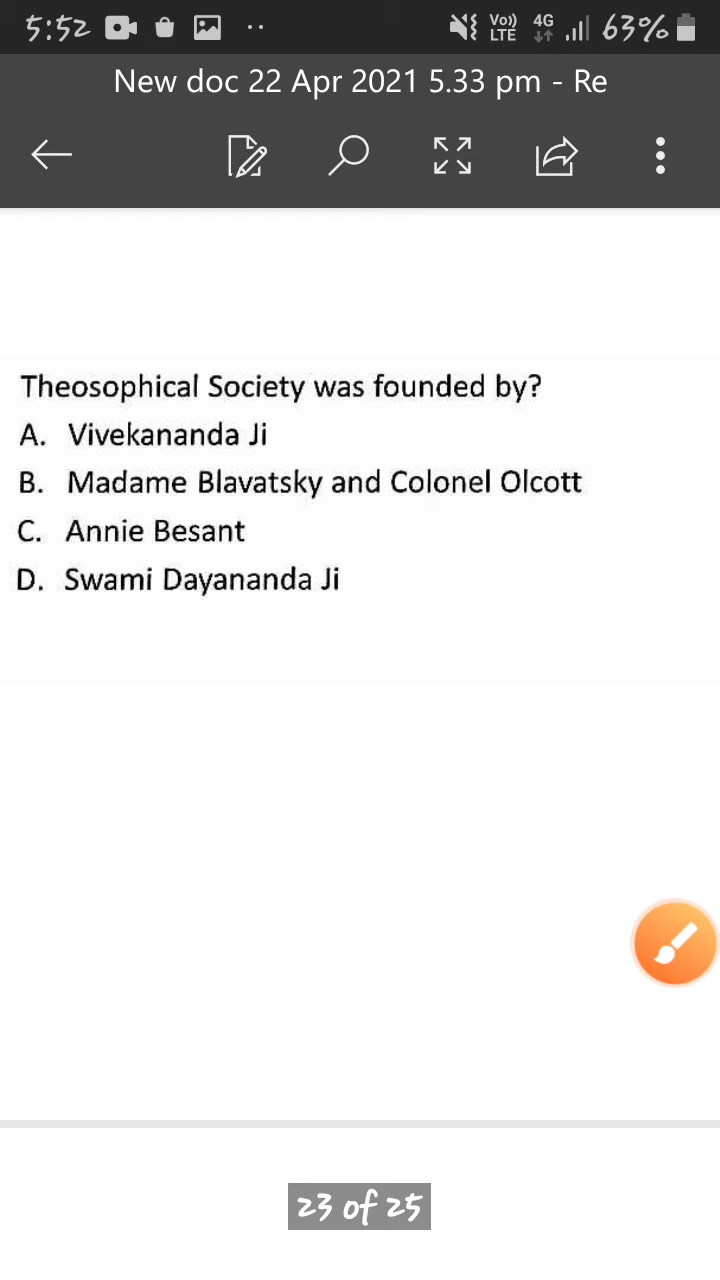 5:52
Vo)) LTE 4G 63%
New doc 22 Apr 2021 5.33 pm - Re
Theosophical Society was founded by?
A. Vivekananda Ji
B. Madame Blavatsky and Colonel Olcott
C. Annie Besant
D. Swami Dayananda Ji
23 of 25